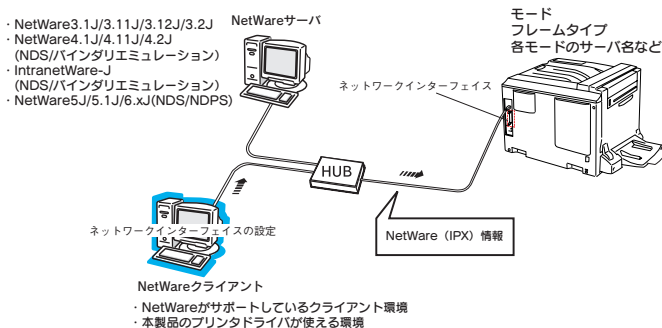 ・NetWare3.1J/3.11J/3.12J/3.2J
・NetWare4.1J/4.11J/4.2J
(NDS/バインダリエミュレーション)
・IntranetWare-J
(NDS/バインダリエミュレーション)
・NetWare5J/5.1J/6.xJ(NDS/NDPS)
NetWareサーバ
モード
フレームタイプ
各モードのサーバ名など
ネットワークインターフェイス
HUB
ネットワークインターフェイスの設定
NetWare（IPX）情報
NetWareクライアント
・NetWareがサポートしているクライアント環境
・本製品のプリンタドライバが使える環境